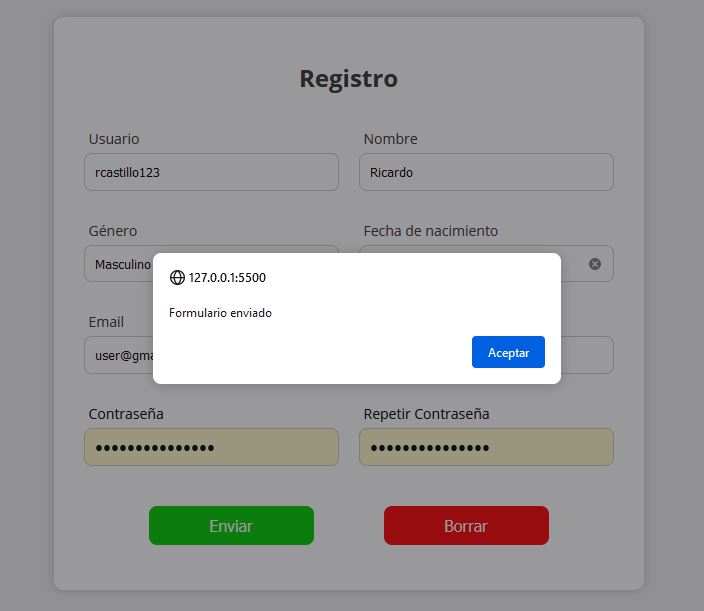 Registro
Usuario
Nombre
rcastillo123
Ricardo
Género
Fecha de nacimiento
Masculino
127.0.0.1:5500
Formulario enviado
Aceptar
Email
user@gma
Contraseña
Repetir Contraseña
•••••••••••••••
•••••••••••••••
Enviar
Borrar